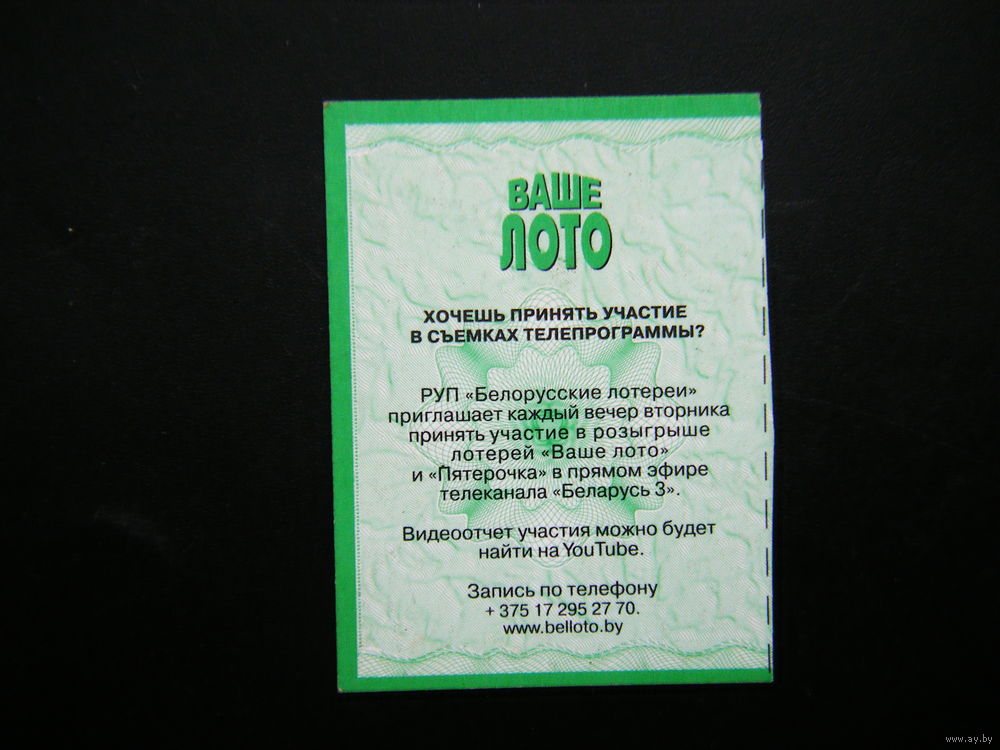 ВАШЕ
ЛОТО
ХОЧЕШЬ ПРИНЯТЬ УЧАСТИЕ
В СЪЕМКАХ ТЕЛЕПРОГРАММЫ?
РУП «Белорусские лотереи»
приглашает каждый вечер вторника
принять участие в розыгрыше
лотерей «Ваше лото»
и «Пятерочка» в прямом эфире
телеканала «Беларусь 3».
Видеоотчет участия можно будет
найти на YouTube.
Запись по телефону
+ 375 17 295 27 70.
www.belloto.by
www.ay.by